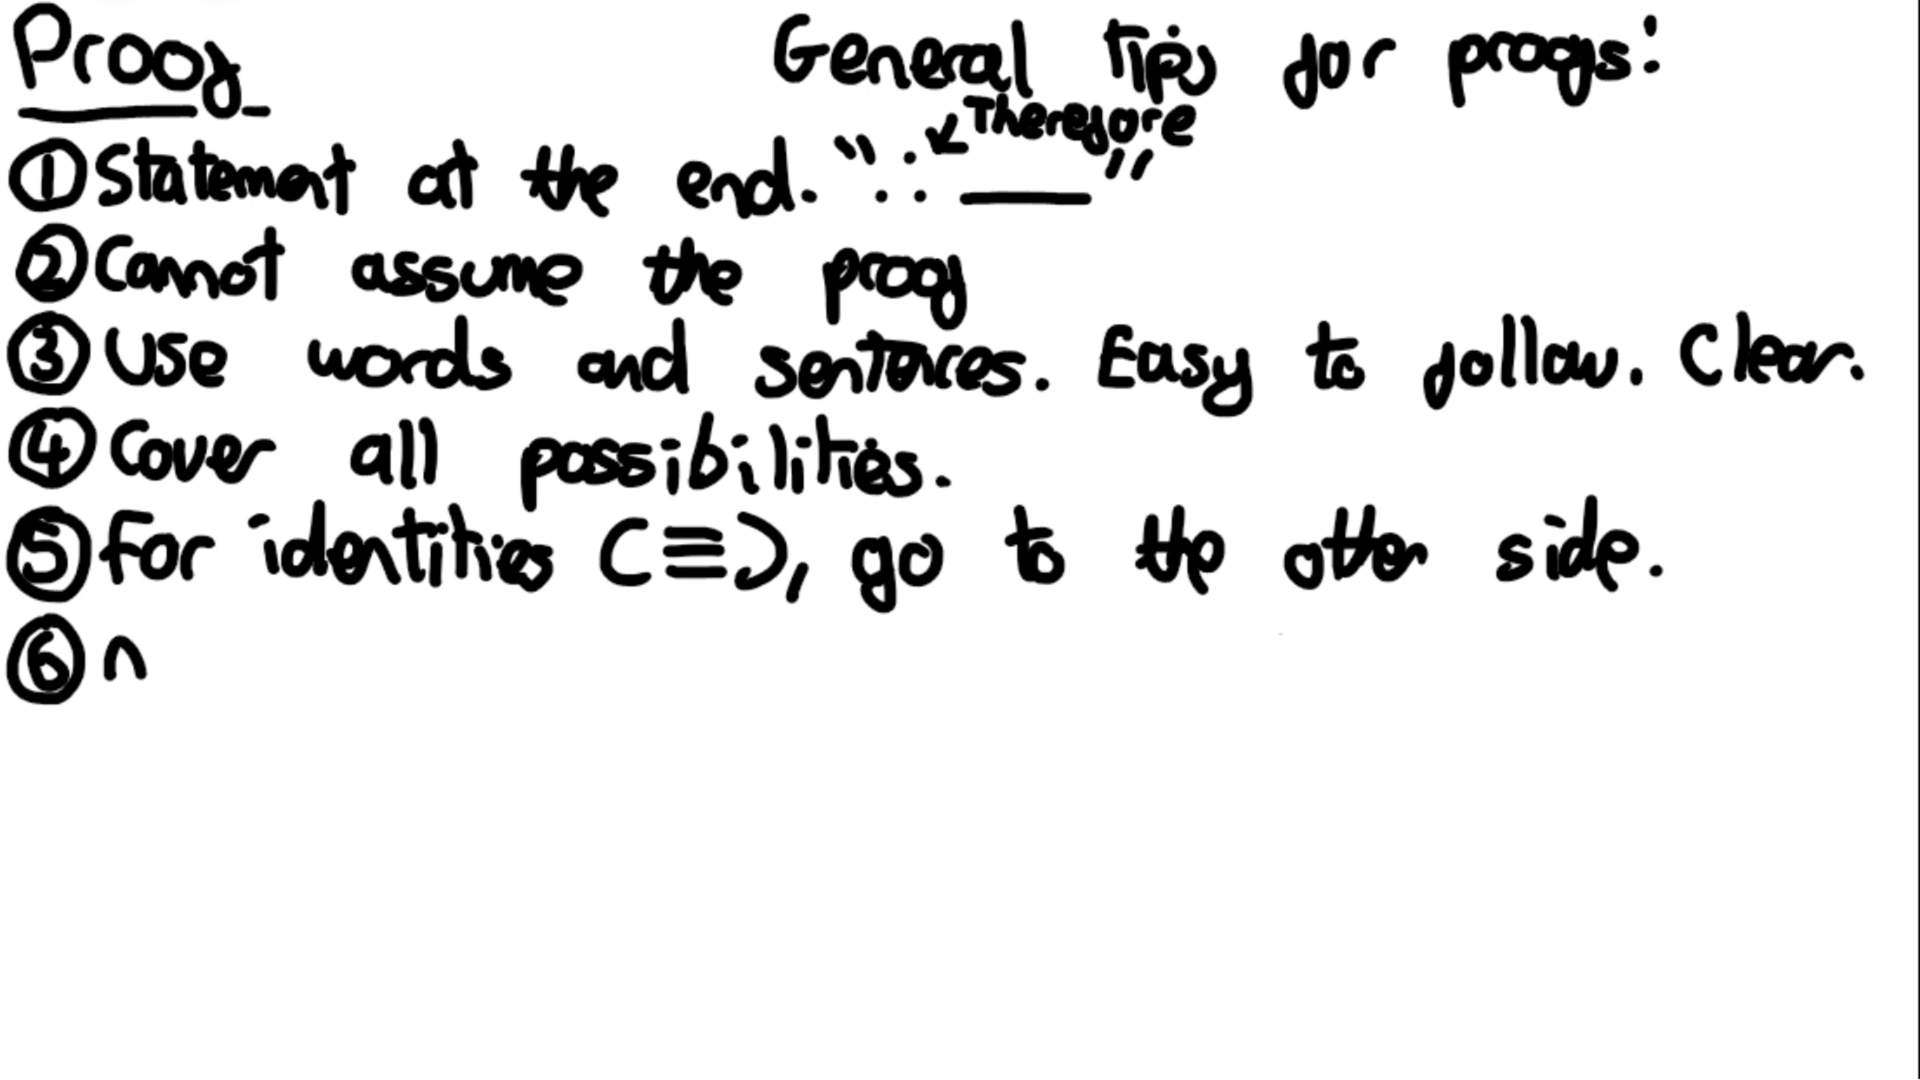 Proof
General tips for proofs:
① Statement at the end. "∴ ___"
Therefore
② Cannot assume the proof
③ Use words and sentences. Easy to follow. Clear.
④ Cover all possibilities.
⑤ For identities (≡), go to the other side.
⑥ n